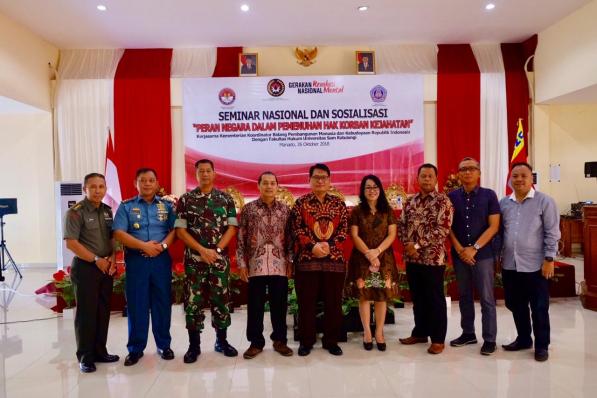 GERAKAN Revolusi
NASIONAL Mental
SEMINAR NASIONAL DAN SOSIALISASI
"PERAN NEGARA DALAM PEMENUHAN HAK KORBAN KEJAHATAN"
Kerjasama Kementerian Koordinator Bidang Pembangunan Manusia dan Kebudayaan Republik Indonesia
Dengan Fakultas Hukum Universitas Sam Ratulangi
Manado, 26 Oktober 2018